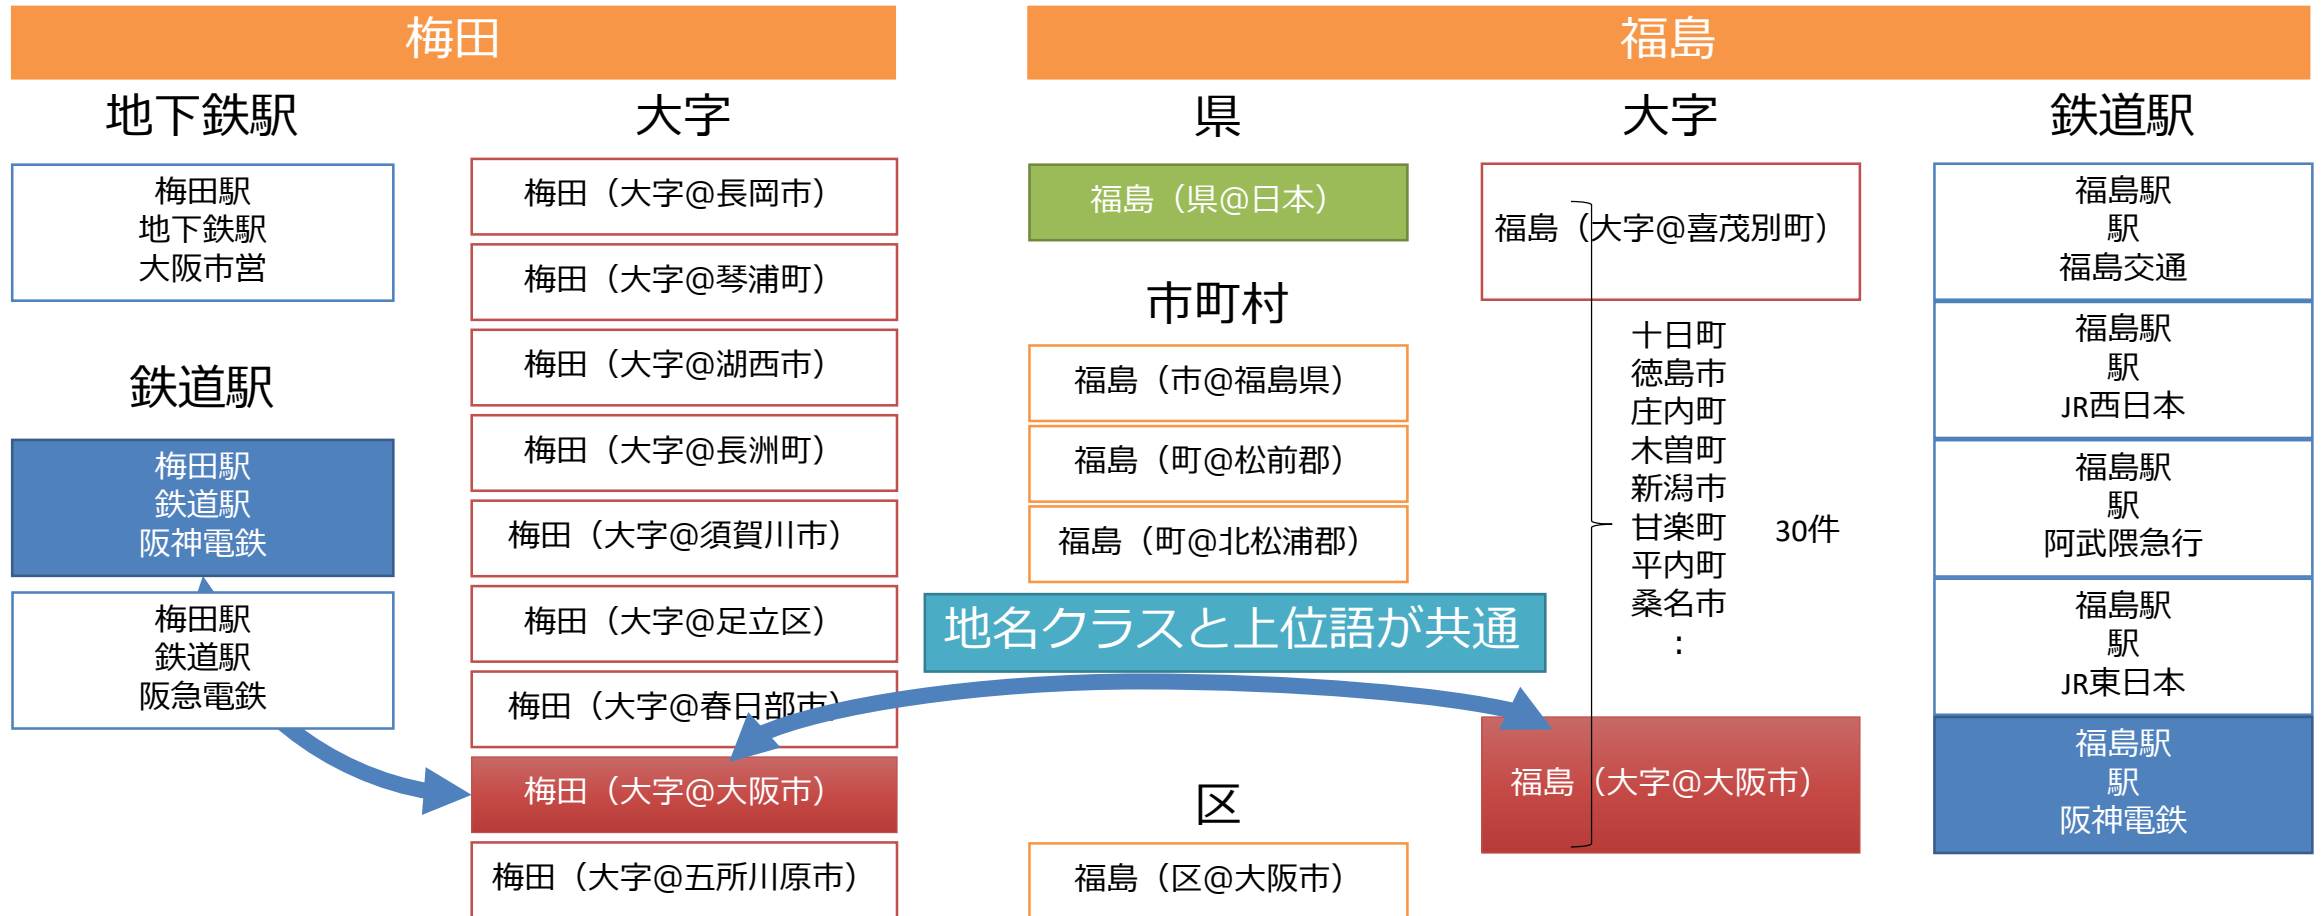 梅田
地下鉄駅
梅田駅
地下鉄駅
大阪市営
鉄道駅
梅田駅
鉄道駅
阪神電鉄
梅田駅
鉄道駅
阪急電鉄
大字
梅田（大字@長岡市）
梅田（大字@琴浦町）
梅田（大字@湖西市）
梅田（大字@長洲町）
梅田（大字@須賀川市）
梅田（大字@足立区）
梅田（大字@春日部市）
梅田（大字@大阪市）
梅田（大字@五所川原市）
地名クラスと上位語が共通
福島
県
福島（県@日本）
市町村
福島（市@福島県）
福島（町@松前郡）
福島（町@北松浦郡）
区
福島（区@大阪市）
大字
福島（大字@喜茂別町）
十日町
徳島市
庄内町
木曽町
新潟市
甘楽町
平内町
桑名市
：
30件
福島（大字@大阪市）
鉄道駅
福島駅
駅
福島交通
福島駅
駅
JR西日本
福島駅
駅
阿武隈急行
福島駅
駅
JR東日本
福島駅
駅
阪神電鉄